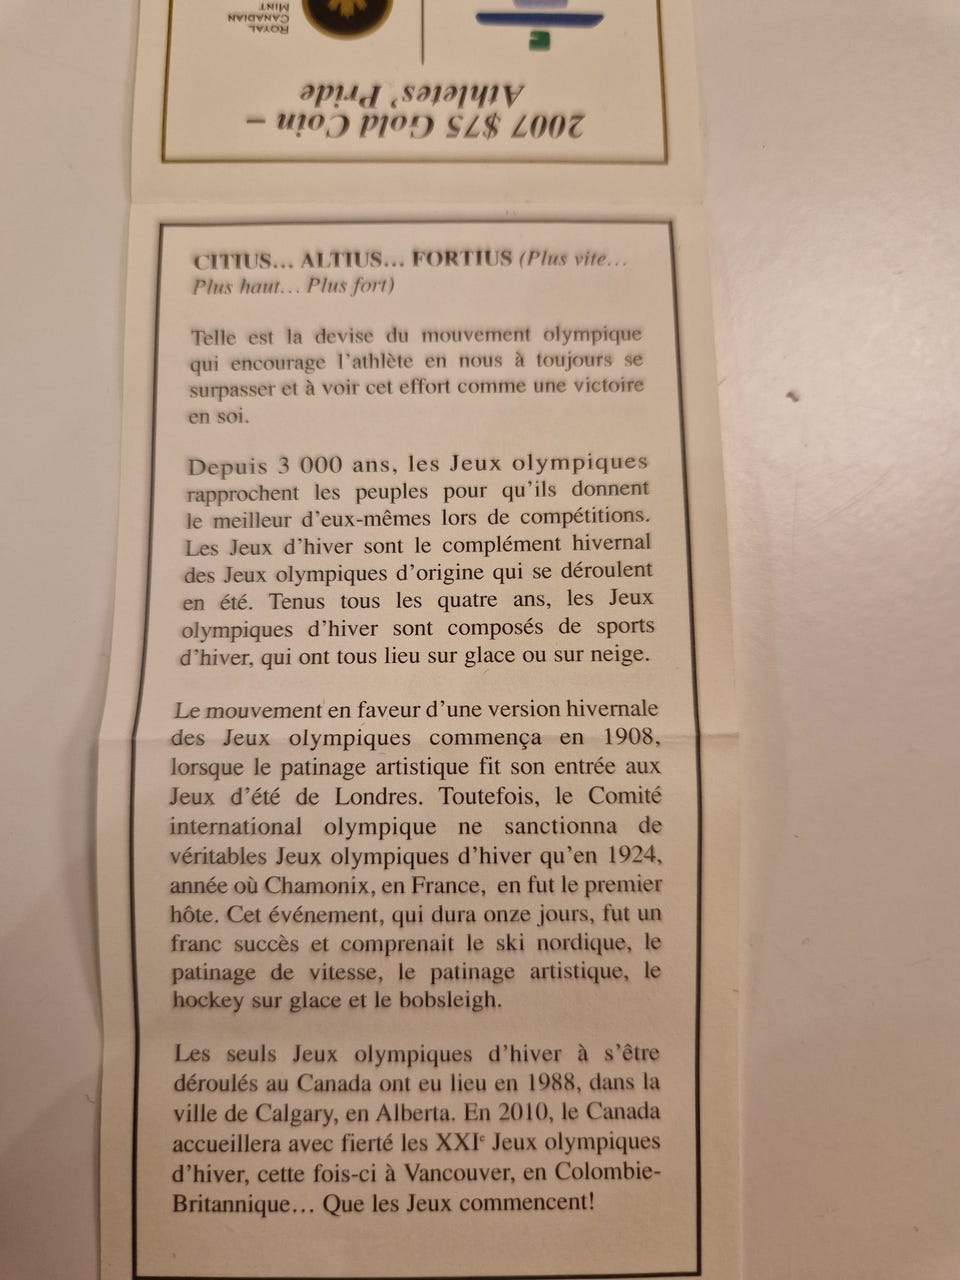 ROYAL
CANADIAN
MINT
2007 $75 Gold Coin –
Athletes' Pride
CITIUS... ALTIUS... FORTIUS (Plus vite...
Plus haut... Plus fort)
Telle est la devise du mouvement olympique
qui encourage l'athlète en nous à toujours se
surpasser et à voir cet effort comme une victoire
en soi.
Depuis 3 000 ans, les Jeux olympiques
rapprochent les peuples pour qu'ils donnent
le meilleur d'eux-mêmes lors de compétitions.
Les Jeux d'hiver sont le complément hivernal
des Jeux olympiques d'origine qui se déroulent
en été. Tenus tous les quatre ans, les Jeux
olympiques d'hiver sont composés de sports
d'hiver, qui ont tous lieu sur glace ou sur neige.
Le mouvement en faveur d'une version hivernale
des Jeux olympiques commença en 1908,
lorsque le patinage artistique fit son entrée aux
Jeux d'été de Londres. Toutefois, le Comité
international olympique ne sanctionna de
véritables Jeux olympiques d'hiver qu'en 1924,
année où Chamonix, en France, en fut le premier
hôte. Cet événement, qui dura onze jours, fut un
franc succès et comprenait le ski nordique, le
patinage de vitesse, le patinage artistique, le
hockey sur glace et le bobsleigh.
Les seuls Jeux olympiques d'hiver à s'être
déroulés au Canada ont eu lieu en 1988, dans la
ville de Calgary, en Alberta. En 2010, le Canada
accueillera avec fierté les XXIe Jeux olympiques
d'hiver, cette fois-ci à Vancouver, en Colombie-
Britannique... Que les Jeux commencent!